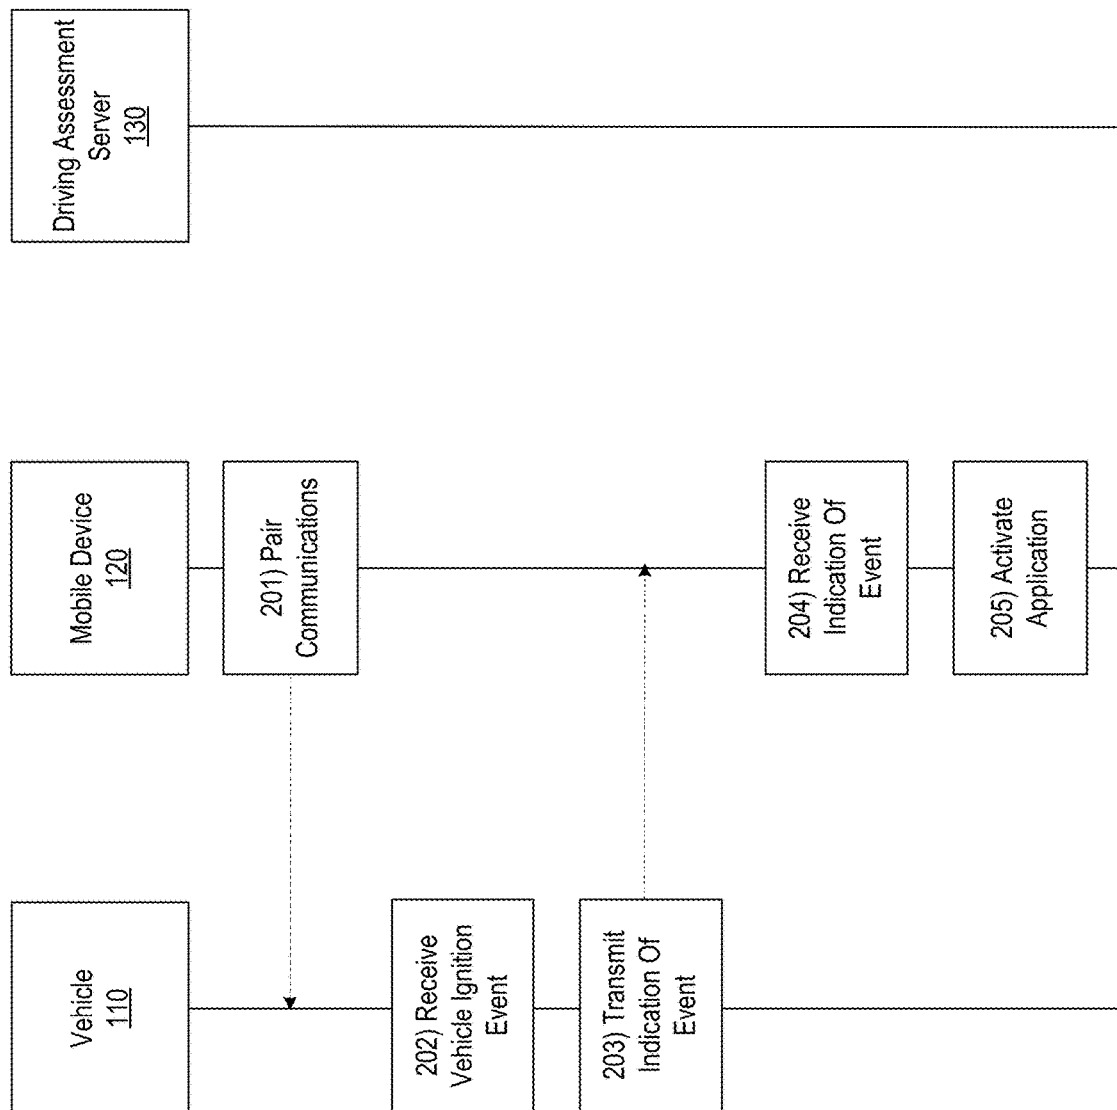 Vehicle
110
Mobile Device
120
Driving Assessment
Server
130
201) Pair
Communications
202) Receive
Vehicle Ignition
Event
203) Transmit
Indication Of
Event
204) Receive
Indication Of
Event
205) Activate
Application